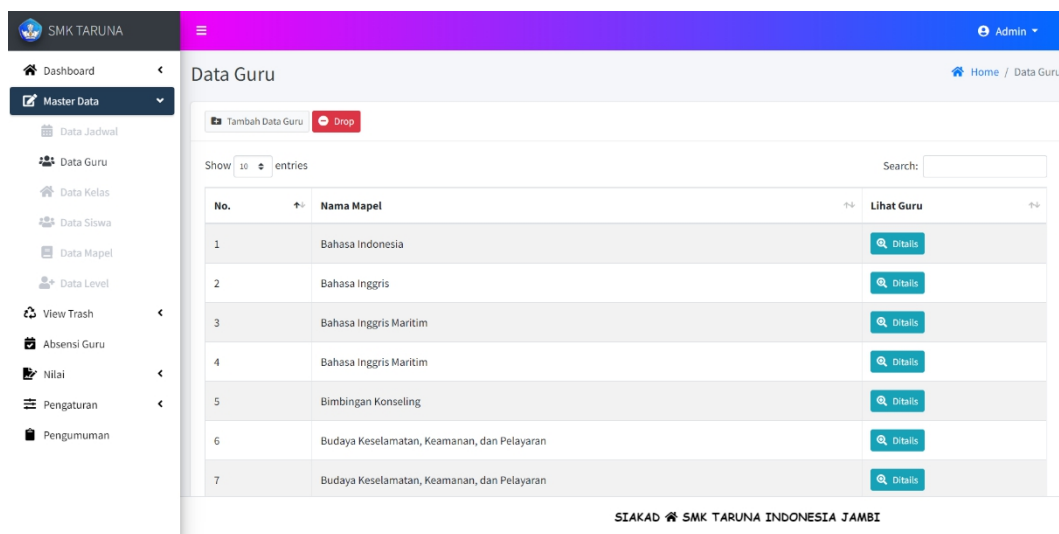 SMK TARUNA
Admin
Dashboard
Master Data
Data Jadwal
Data Guru
Data Kelas
Data Siswa
Data Mapel
Data Level
View Trash
Absensi Guru
Nilai
Pengaturan
Pengumuman
Data Guru
Home / Data Guru
Tambah Data Guru Drop
Show 10 entries Search:
No. Nama Mapel Lihat Guru
1 Bahasa Indonesia Ditails
2 Bahasa Inggris Ditails
3 Bahasa Inggris Maritim Ditails
4 Bahasa Inggris Maritim Ditails
5 Bimbingan Konseling Ditails
6 Budaya Keselamatan, Keamanan, dan Pelayaran Ditails
7 Budaya Keselamatan, Keamanan, dan Pelayaran Ditails
SIAKAD SMK TARUNA INDONESIA JAMBI